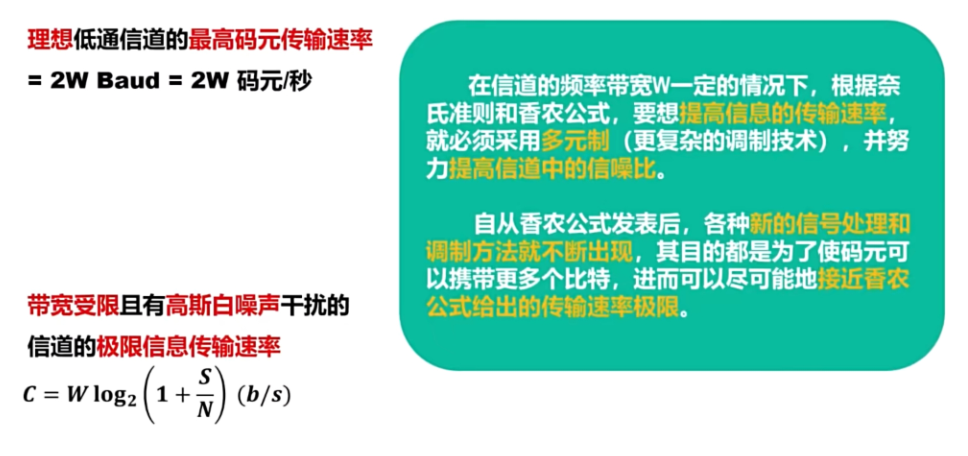 理想低通信道的最高码元传输速率
= 2W Baud = 2W 码元/秒
带宽受限且有高斯白噪声干扰的
信道的极限信息传输速率
C = W log₂(1 + S/N) (b/s)
在信道的频率带宽W一定的情况下，根据奈
氏准则和香农公式，要想提高信息的传输速率，
就必须采用多元制（更复杂的调制技术），并努
力提高信道中的信噪比。
自从香农公式发表后，各种新的信号处理和
调制方法就不断出现，其目的都是为了使码元可
以携带更多个比特，进而可以尽可能地接近香农
公式给出的传输速率极限。